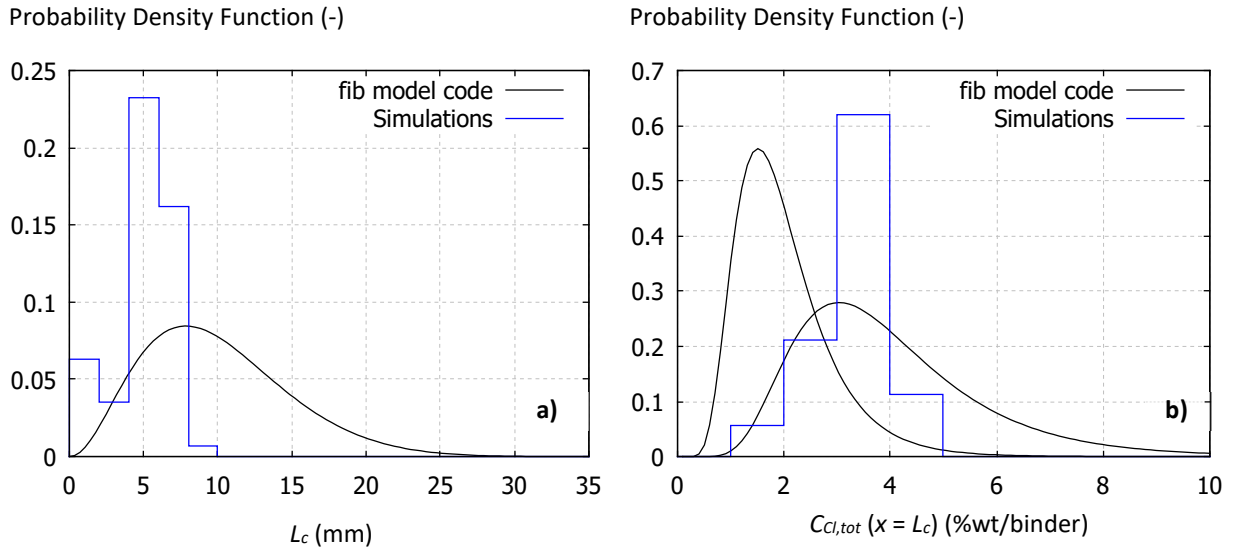 Probability Density Function (-)
0.25
0.2
0.15
0.1
0.05
0
0 5 10 15 20 25 30 35
fib model code
Simulations
a)
Lc (mm)
Probability Density Function (-)
0.7
0.6
0.5
0.4
0.3
0.2
0.1
0
0 2 4 6 8 10
fib model code
Simulations
b)
CCl,tot (x = Lc) (%wt/binder)